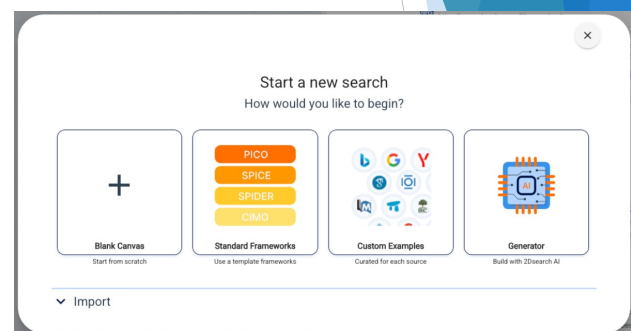 Start a new search
How would you like to begin?
PICO
SPICE
SPIDER
CIMO
AI
Blank Canvas
Standard Frameworks
Custom Examples
Generator
Start from scratch
Use a template frameworks
Curated for each source
Build with 2Dsearch AI
Import